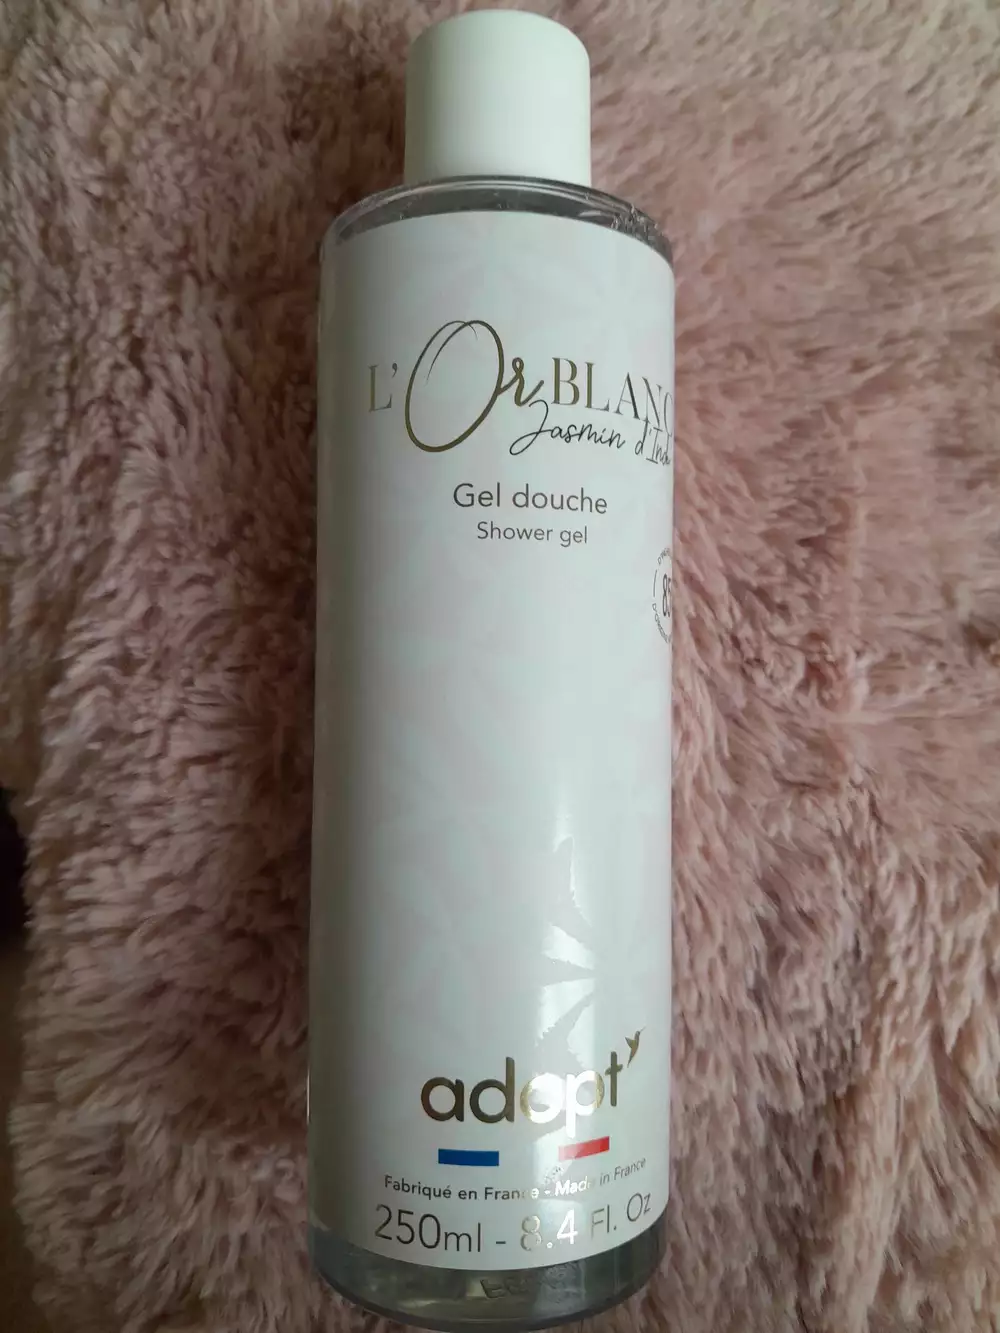 L'Or BLANC
Jasmin d'Inde
Gel douche
Shower gel
adopt'
Fabriqué en France - Made in France
250ml - 8.4 Fl. Oz